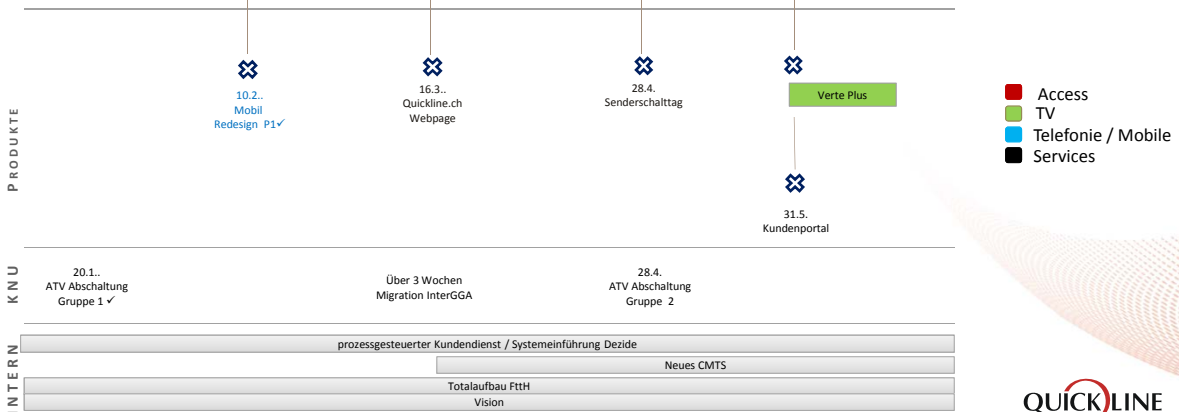 PRODUKTE
10.2..
Mobil
Redesign P1✓
16.3..
Quickline.ch
Webpage
28.4.
Senderschalttag
Verte Plus
31.5.
Kundenportal
Access
TV
Telefonie / Mobile
Services
KNU
20.1..
ATV Abschaltung
Gruppe 1 ✓
Über 3 Wochen
Migration InterGGA
28.4.
ATV Abschaltung
Gruppe 2
INTERN
prozessgesteuerter Kundendienst / Systemeinführung Dezide
Neues CMTS
Totalaufbau FttH
Vision
QUICKLINE